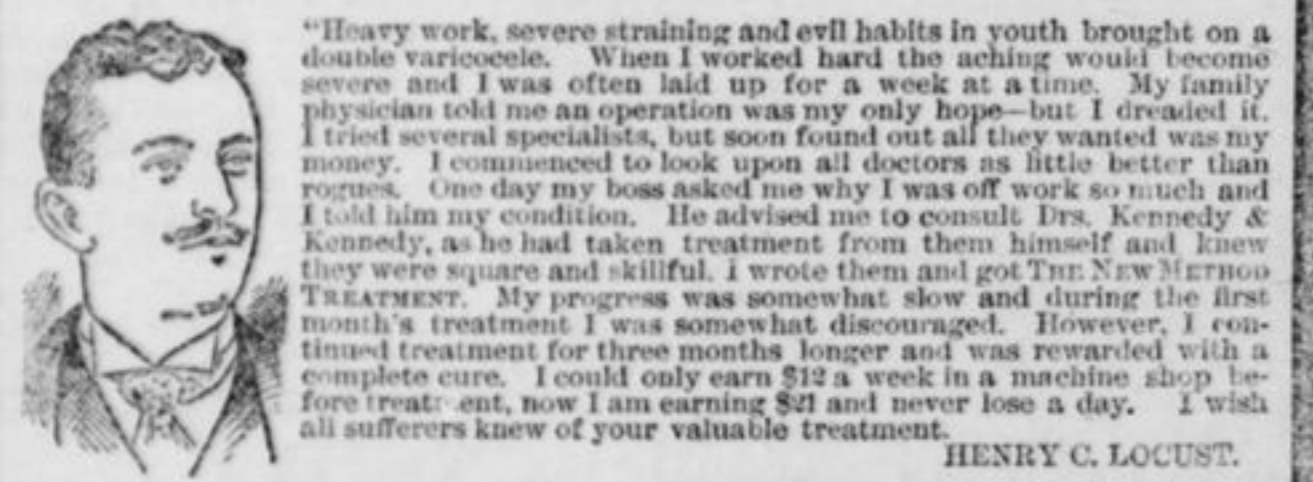 "Heavy work, severe straining and evil habits in youth brought on a
double varicocele. When I worked hard the aching would become
severe and I was often laid up for a week at a time. My family
physician told me an operation was my only hope—but I dreaded it.
I tried several specialists, but soon found out all they wanted was my
money. I commenced to look upon all doctors as little better than
rogues. One day my boss asked me why I was off work so much and
I told him my condition. He advised me to consult Drs. Kennedy &
Kennedy, as he had taken treatment from them himself and knew
they were square and skillful. I wrote them and got THE NEW METHOD
TREATMENT. My progress was somewhat slow and during the first
month's treatment I was somewhat discouraged. However, I con-
tinued treatment for three months longer and was rewarded with a
complete cure. I could only earn $12 a week in a machine shop be-
fore treatment, now I am earning $21 and never lose a day. I wish
all sufferers knew of your valuable treatment.
HENRY C. LOCUST.